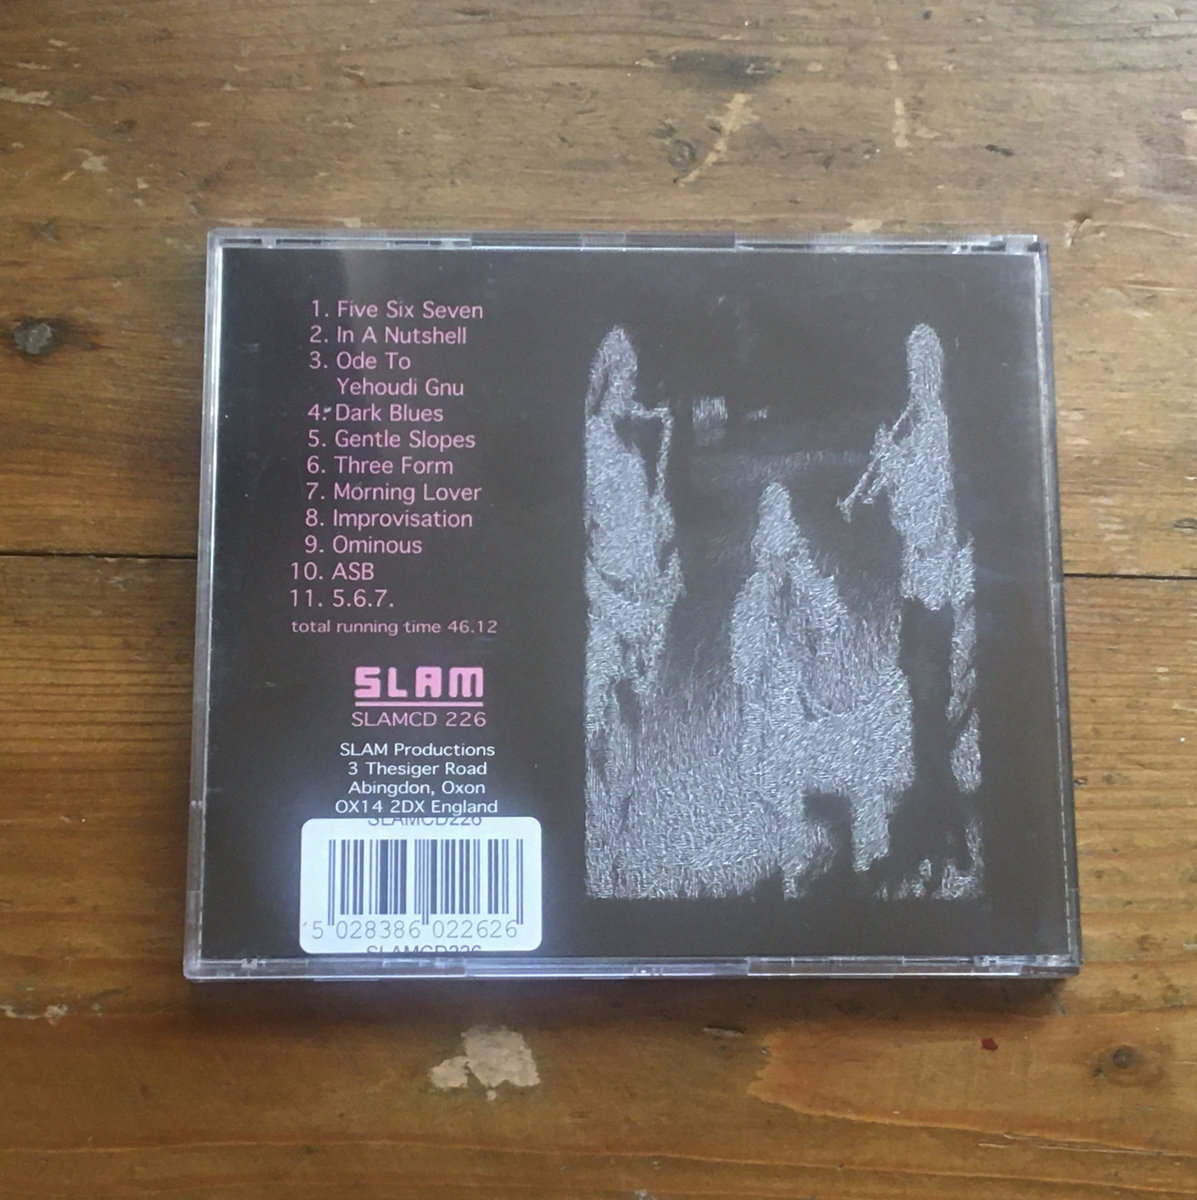 1. Five Six Seven
2. In A Nutshell
3. Ode To
Yehoudi Gnu
4. Dark Blues
5. Gentle Slopes
6. Three Form
7. Morning Lover
8. Improvisation
9. Ominous
10. ASB
11. 5.6.7.
total running time 46.12
SLAM
SLAMCD 226
SLAM Productions
3 Thesiger Road
Abingdon, Oxon
OX14 2DX England
SLAMCD226
5 028386 022626
SLAMCD226